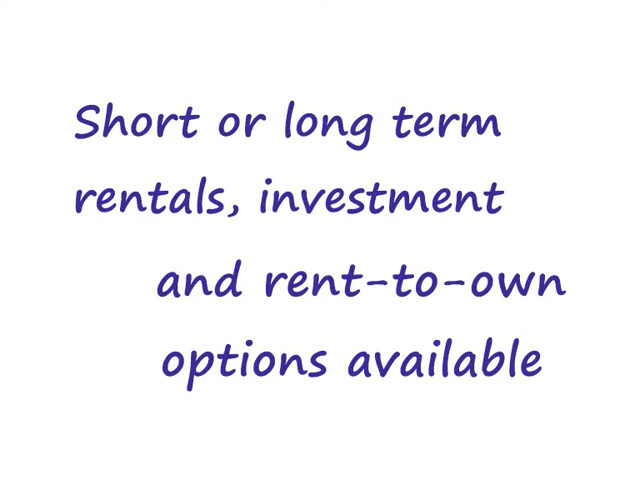 Short or long term
rentals, investment
and rent-to-own
options available